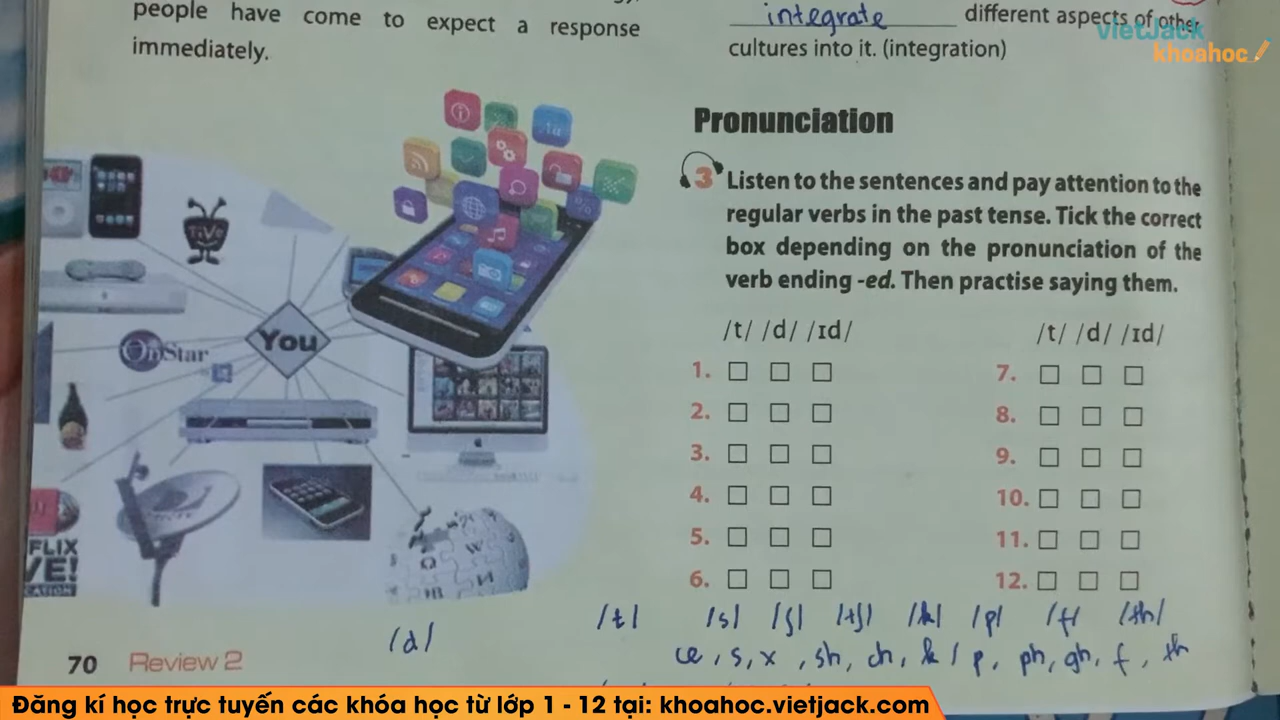 people have come to expect a response
immediately.
integrate different aspects of other
cultures into it. (integration)
vietJack
khoahoc
Pronunciation
3 Listen to the sentences and pay attention to the
regular verbs in the past tense. Tick the correct
box depending on the pronunciation of the
verb ending -ed. Then practise saying them.
/t/ /d/ /ɪd/ /t/ /d/ /ɪd/
1. 7.
2. 8.
3. 9.
4. 10.
5. 11.
6. 12.
TiVo
OnStar
You
FLIX
VE!
/d/
/t/ /s/ /ʃ/ /tʃ/ /k/ /p/ /f/ /th/
ce, s, x, sh, ch, k / p, ph, gh, f, th
70 Review 2
Đăng kí học trực tuyến các khóa học từ lớp 1 - 12 tại: khoahoc.vietjack.com